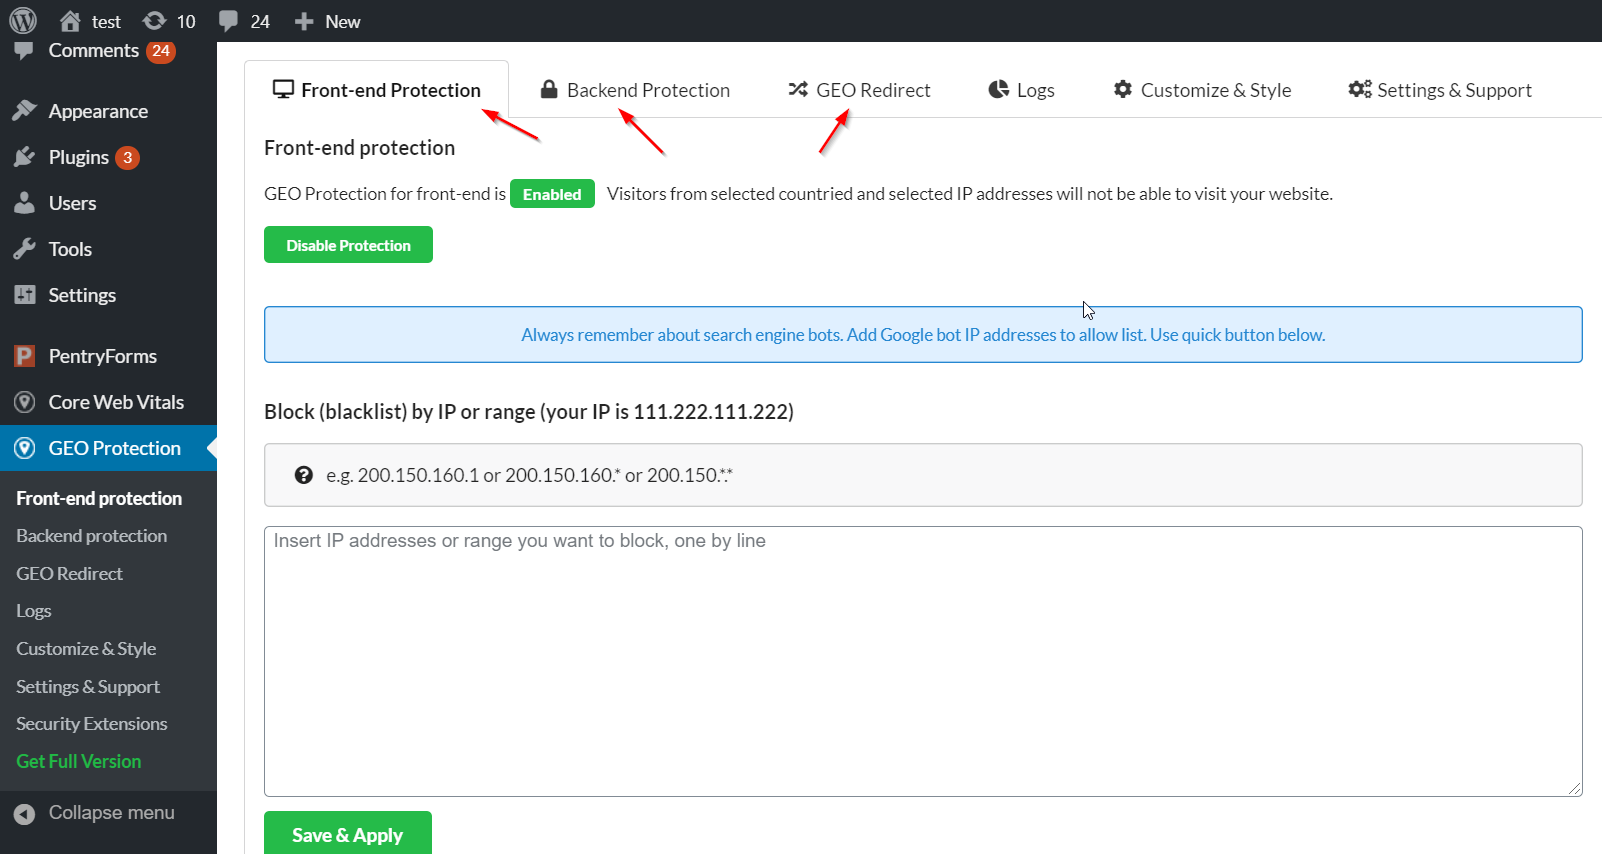 test 10 24 New
Comments 24
Appearance
Plugins 3
Users
Tools
Settings
PentryForms
Core Web Vitals
GEO Protection
Front-end protection
Backend protection
GEO Redirect
Logs
Customize & Style
Settings & Support
Security Extensions
Get Full Version
Collapse menu
Front-end Protection Backend Protection GEO Redirect Logs Customize & Style Settings & Support
Front-end protection
GEO Protection for front-end is Enabled Visitors from selected countried and selected IP addresses will not be able to visit your website.
Disable Protection
Always remember about search engine bots. Add Google bot IP addresses to allow list. Use quick button below.
Block (blacklist) by IP or range (your IP is 111.222.111.222)
e.g. 200.150.160.1 or 200.150.160.* or 200.150.*.*
Insert IP addresses or range you want to block, one by line
Save & Apply